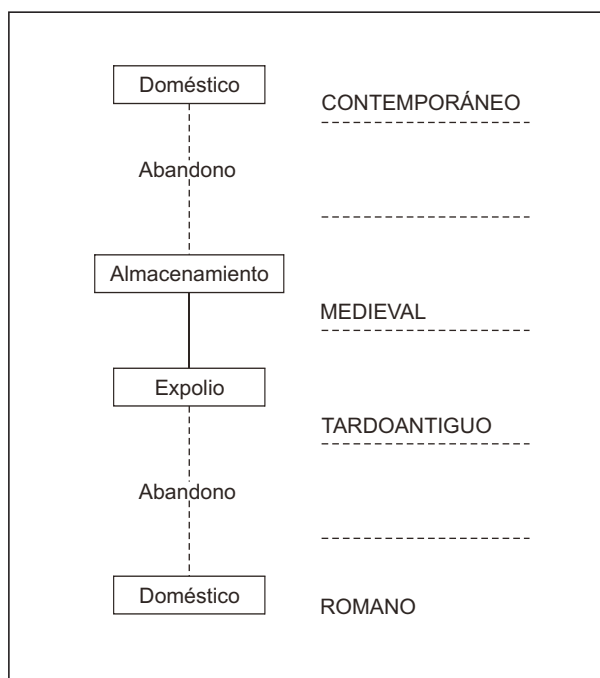 Doméstico
CONTEMPORÁNEO
Abandono
Almacenamiento
MEDIEVAL
Expolio
TARDOANTIGUO
Abandono
Doméstico
ROMANO